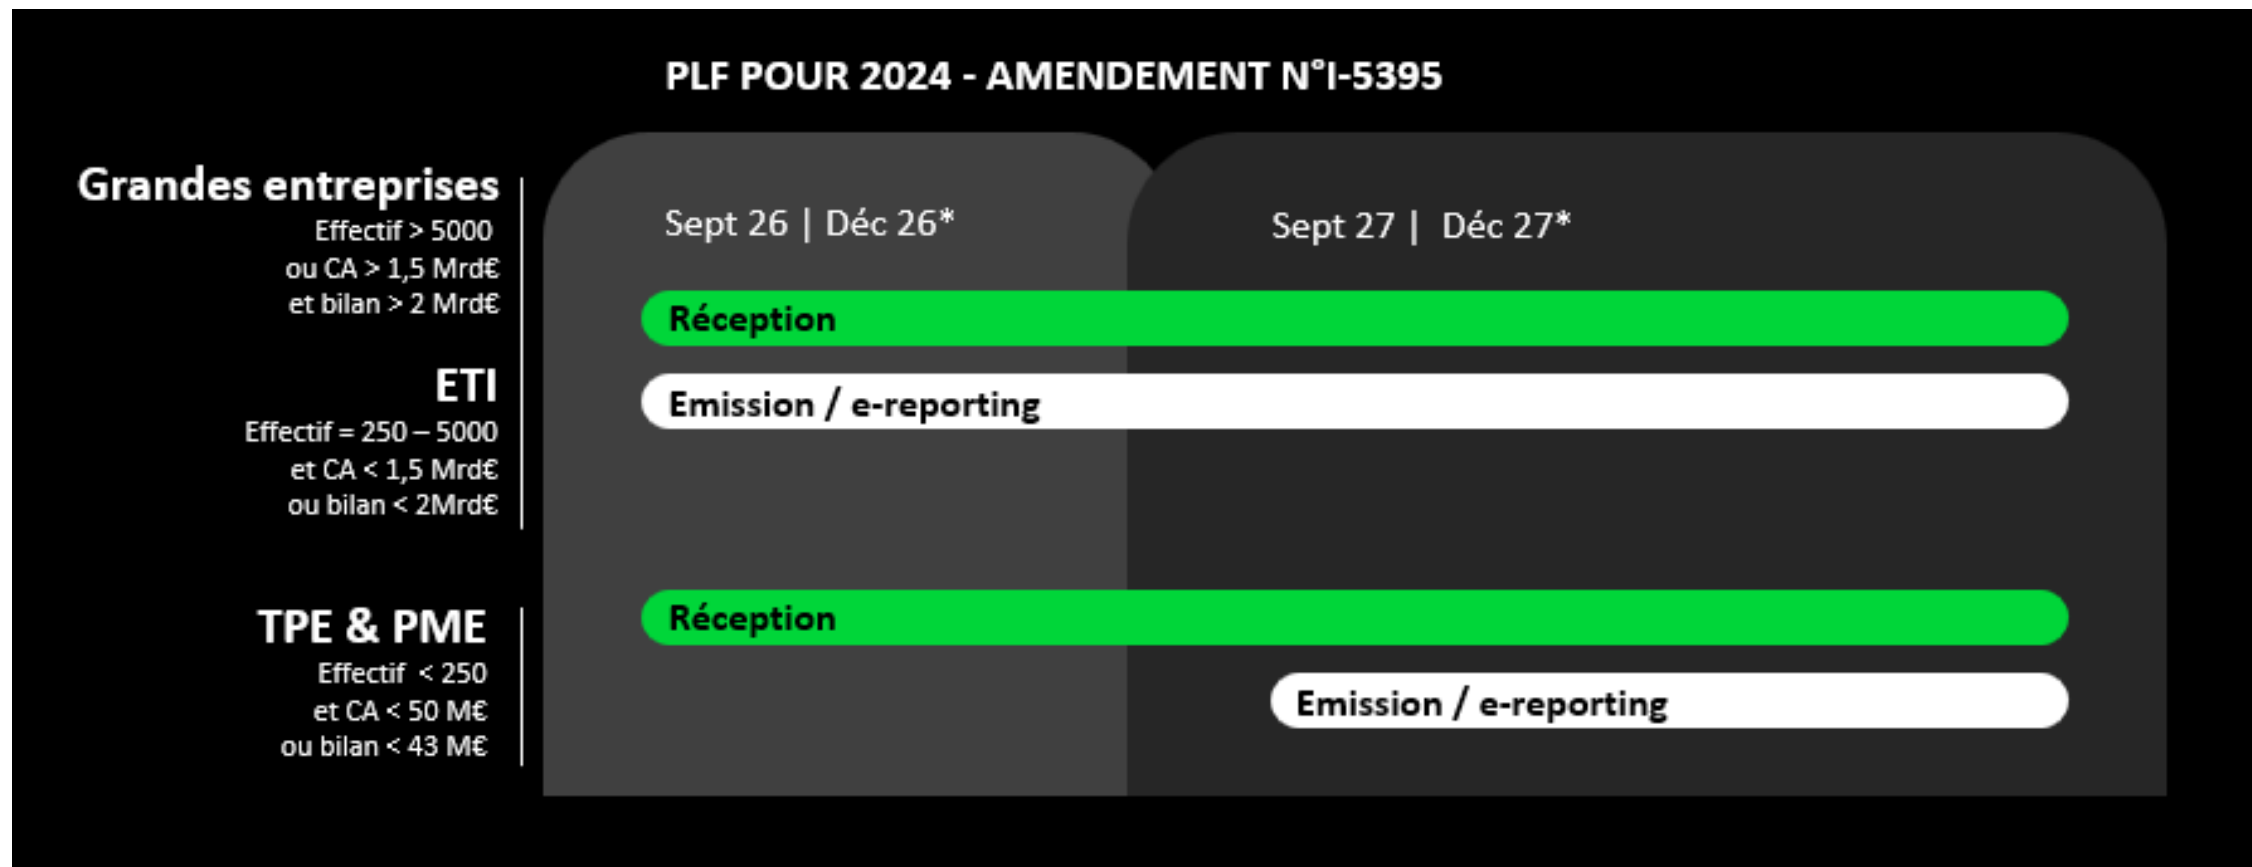 PLF POUR 2024 - AMENDEMENT N°I-5395
Grandes entreprises
Effectif > 5000
ou CA > 1,5 Mrd€
et bilan > 2 Mrd€
ETI
Effectif = 250 – 5000
et CA < 1,5 Mrd€
ou bilan < 2Mrd€
TPE & PME
Effectif < 250
et CA < 50 M€
ou bilan < 43 M€
Sept 26 | Déc 26*
Sept 27 | Déc 27*
Réception
Emission / e-reporting
Réception
Emission / e-reporting